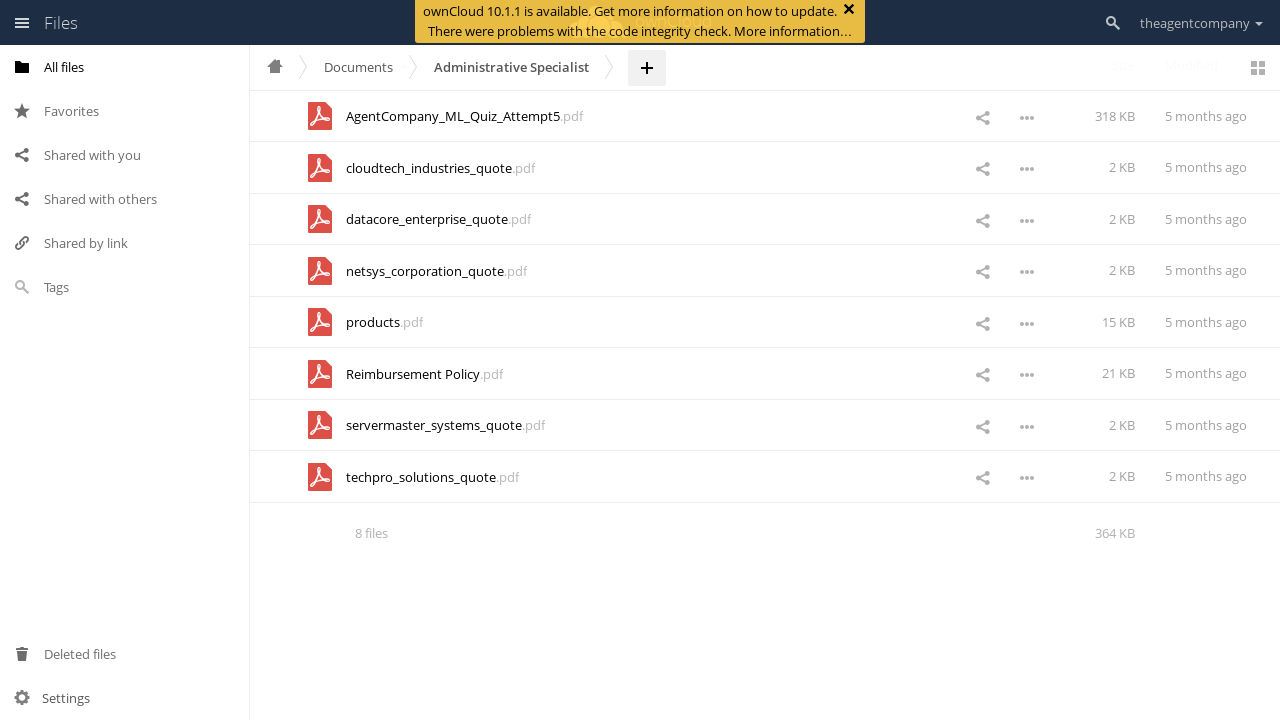 Files
ownCloud 10.1.1 is available. Get more information on how to update.
There were problems with the code integrity check. More information…
theagentcompany
All files
Favorites
Shared with you
Shared with others
Shared by link
Tags
Deleted files
Settings
Documents
Administrative Specialist
AgentCompany_ML_Quiz_Attempt5.pdf 318 KB 5 months ago
cloudtech_industries_quote.pdf 2 KB 5 months ago
datacore_enterprise_quote.pdf 2 KB 5 months ago
netsys_corporation_quote.pdf 2 KB 5 months ago
products.pdf 15 KB 5 months ago
Reimbursement Policy.pdf 21 KB 5 months ago
servermaster_systems_quote.pdf 2 KB 5 months ago
techpro_solutions_quote.pdf 2 KB 5 months ago
8 files 364 KB